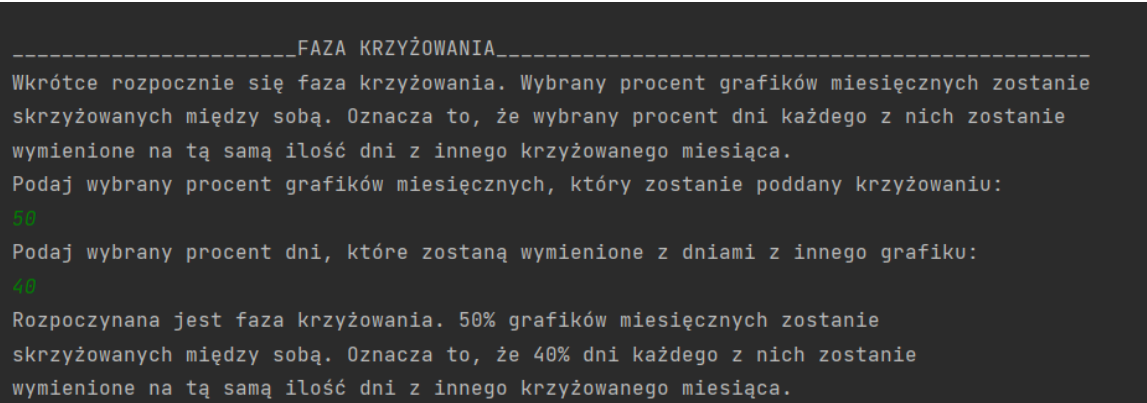 _______________________FAZA KRZYŻOWANIA________________________________________________
Wkrótce rozpocznie się faza krzyżowania. Wybrany procent grafików miesięcznych zostanie
skrzyżowanych między sobą. Oznacza to, że wybrany procent dni każdego z nich zostanie
wymienione na tą samą ilość dni z innego krzyżowanego miesiąca.
Podaj wybrany procent grafików miesięcznych, który zostanie poddany krzyżowaniu:
50
Podaj wybrany procent dni, które zostaną wymienione z dniami z innego grafiku:
40
Rozpoczynana jest faza krzyżowania. 50% grafików miesięcznych zostanie
skrzyżowanych między sobą. Oznacza to, że 40% dni każdego z nich zostanie
wymienione na tą samą ilość dni z innego krzyżowanego miesiąca.